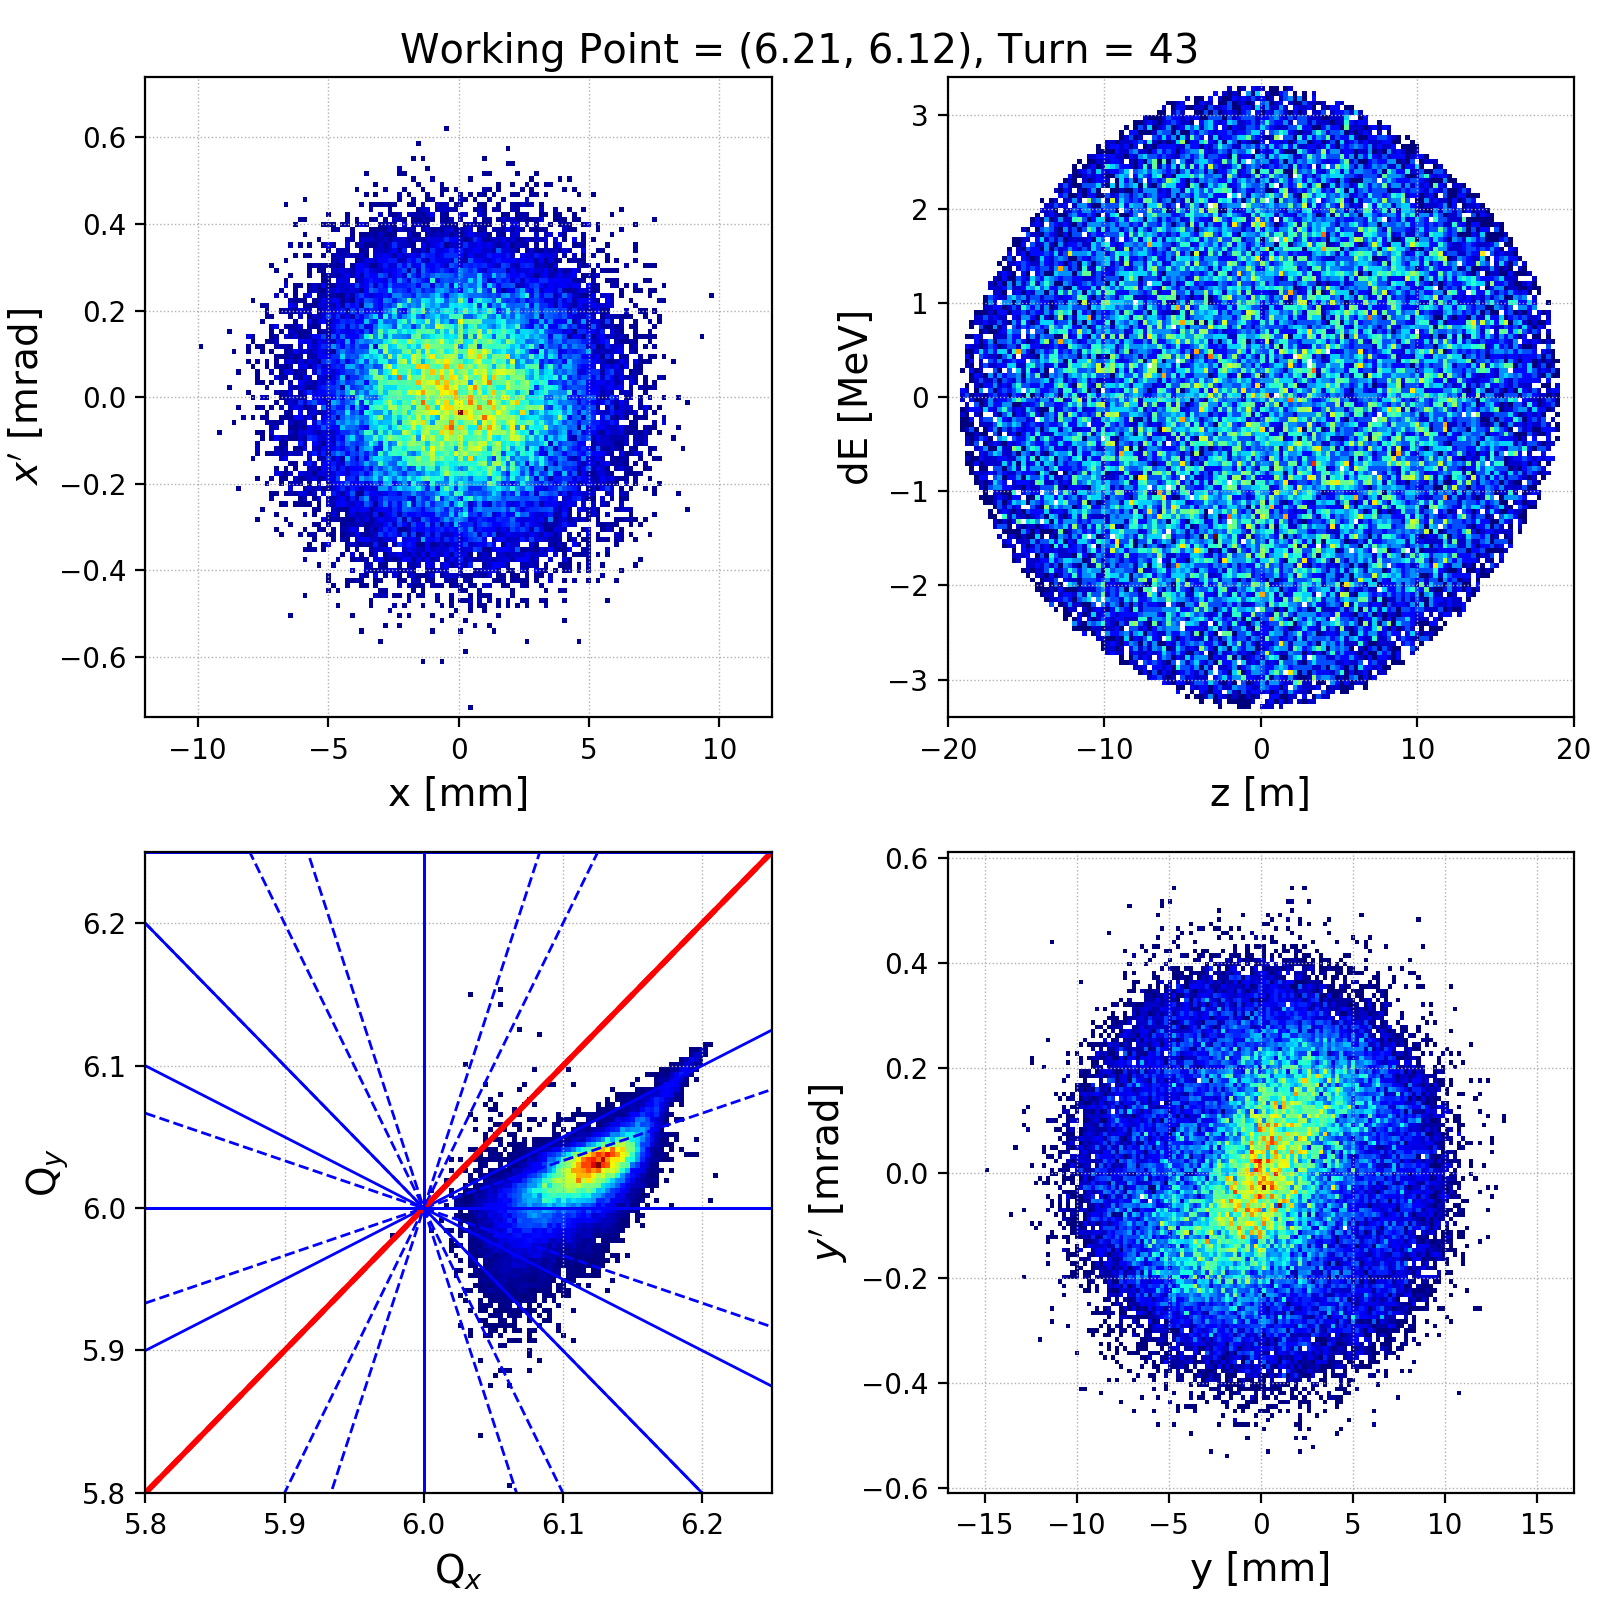 Working Point = (6.21, 6.12), Turn = 43
0.6
0.4
0.2
0.0
−0.2
−0.4
−0.6
x′ [mrad]
−10 −5 0 5 10
x [mm]
3
2
1
0
−1
−2
−3
dE [MeV]
−20 −10 0 10 20
z [m]
6.2
6.1
6.0
5.9
5.8
Qy
5.8 5.9 6.0 6.1 6.2
Qx
0.6
0.4
0.2
0.0
−0.2
−0.4
−0.6
y′ [mrad]
−15 −10 −5 0 5 10 15
y [mm]